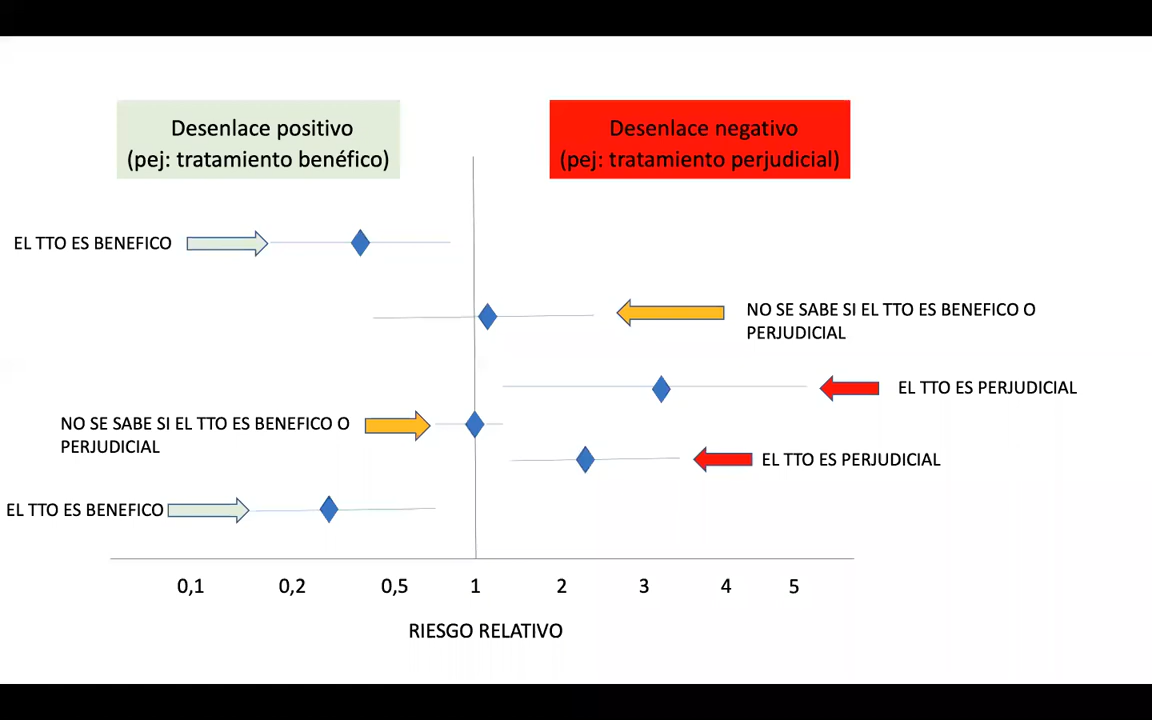 Desenlace positivo
(pej: tratamiento benéfico)
Desenlace negativo
(pej: tratamiento perjudicial)
EL TTO ES BENEFICO
NO SE SABE SI EL TTO ES BENEFICO O
PERJUDICIAL
EL TTO ES PERJUDICIAL
NO SE SABE SI EL TTO ES BENEFICO O
PERJUDICIAL
EL TTO ES PERJUDICIAL
EL TTO ES BENEFICO
0,1 0,2 0,5 1 2 3 4 5
RIESGO RELATIVO